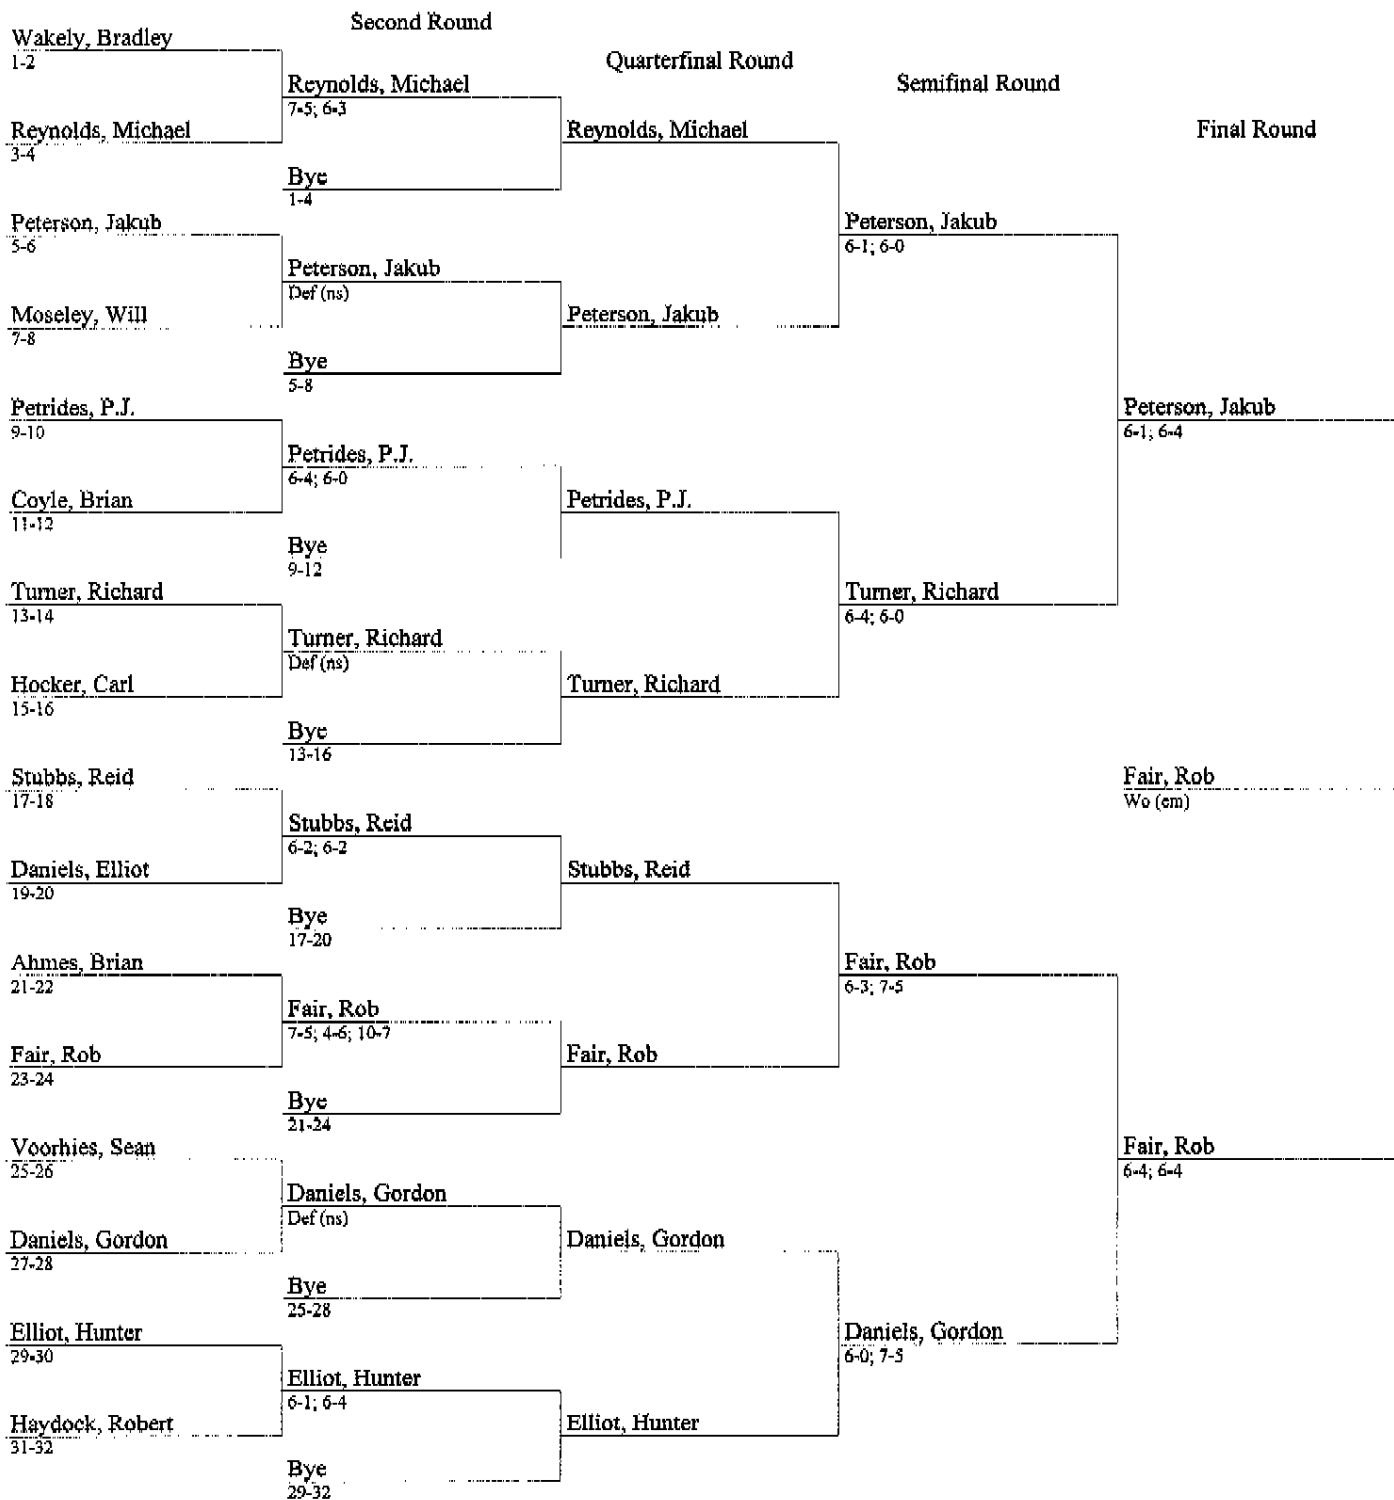 Second Round
Quarterfinal Round
Semifinal Round
Final Round
Wakely, Bradley
1-2
Reynolds, Michael
3-4
Peterson, Jakub
5-6
Moseley, Will
7-8
Petrides, P.J.
9-10
Coyle, Brian
11-12
Turner, Richard
13-14
Hocker, Carl
15-16
Stubbs, Reid
17-18
Daniels, Elliot
19-20
Ahmes, Brian
21-22
Fair, Rob
23-24
Voorhies, Sean
25-26
Daniels, Gordon
27-28
Elliot, Hunter
29-30
Haydock, Robert
31-32
Reynolds, Michael
7-5; 6-3
Bye
1-4
Peterson, Jakub
Def (ns)
Bye
5-8
Petrides, P.J.
6-4; 6-0
Bye
9-12
Turner, Richard
Def (ns)
Bye
13-16
Stubbs, Reid
6-2; 6-2
Bye
17-20
Fair, Rob
7-5; 4-6; 10-7
Bye
21-24
Daniels, Gordon
Def (ns)
Bye
25-28
Elliot, Hunter
6-1; 6-4
Bye
29-32
Reynolds, Michael
Peterson, Jakub
Petrides, P.J.
Turner, Richard
Stubbs, Reid
Fair, Rob
Daniels, Gordon
Elliot, Hunter
Peterson, Jakub
6-1; 6-0
Turner, Richard
6-4; 6-0
Fair, Rob
6-3; 7-5
Daniels, Gordon
6-0; 7-5
Peterson, Jakub
6-1; 6-4
Fair, Rob
Wo (em)
Fair, Rob
6-4; 6-4